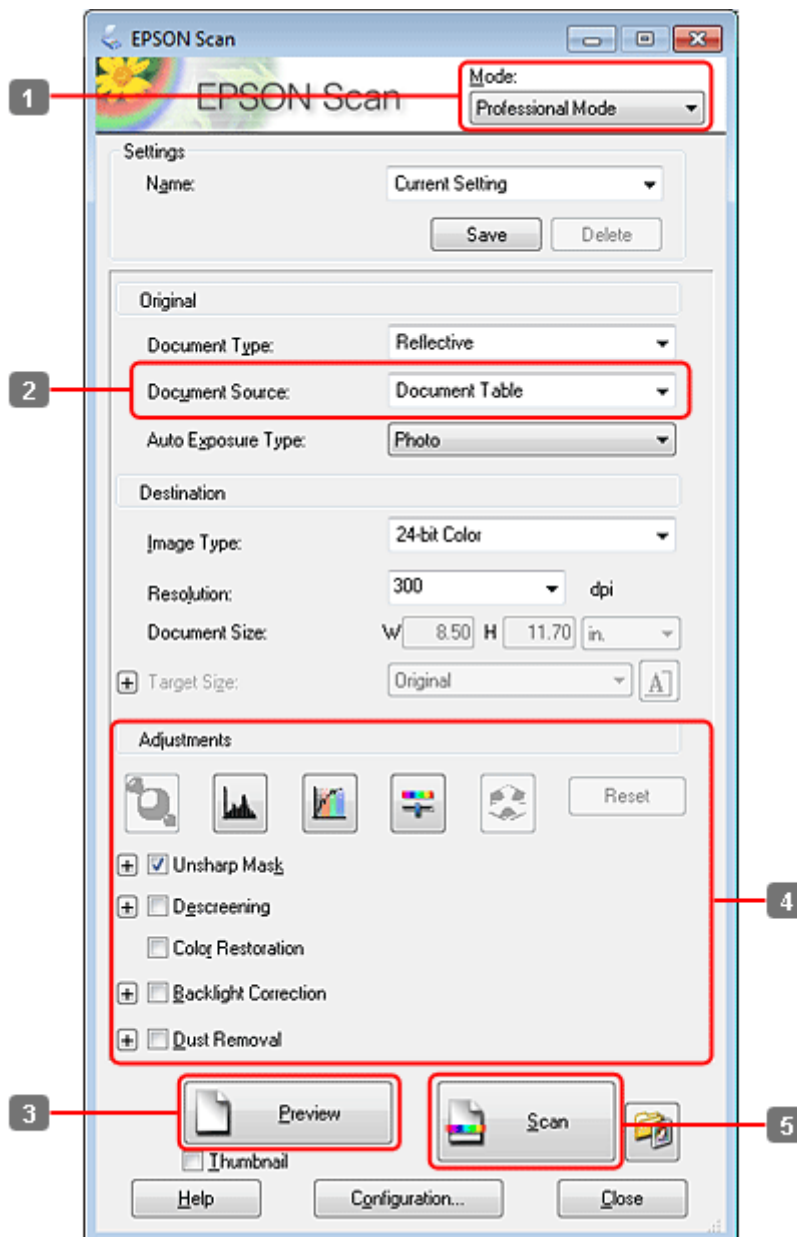 EPSON Scan
EPSON Scan
Mode:
1
Professional Mode
Settings
Name: Current Setting
Save Delete
Original
Document Type: Reflective
2 Document Source: Document Table
Auto Exposure Type: Photo
Destination
Image Type: 24-bit Color
Resolution: 300 dpi
Document Size: W 8.50 H 11.70 in.
Target Size: Original A
Adjustments
Reset
Unsharp Mask
Descreening
4
Color Restoration
Backlight Correction
Dust Removal
3 Preview Scan 5
Thumbnail
Help Configuration... Close